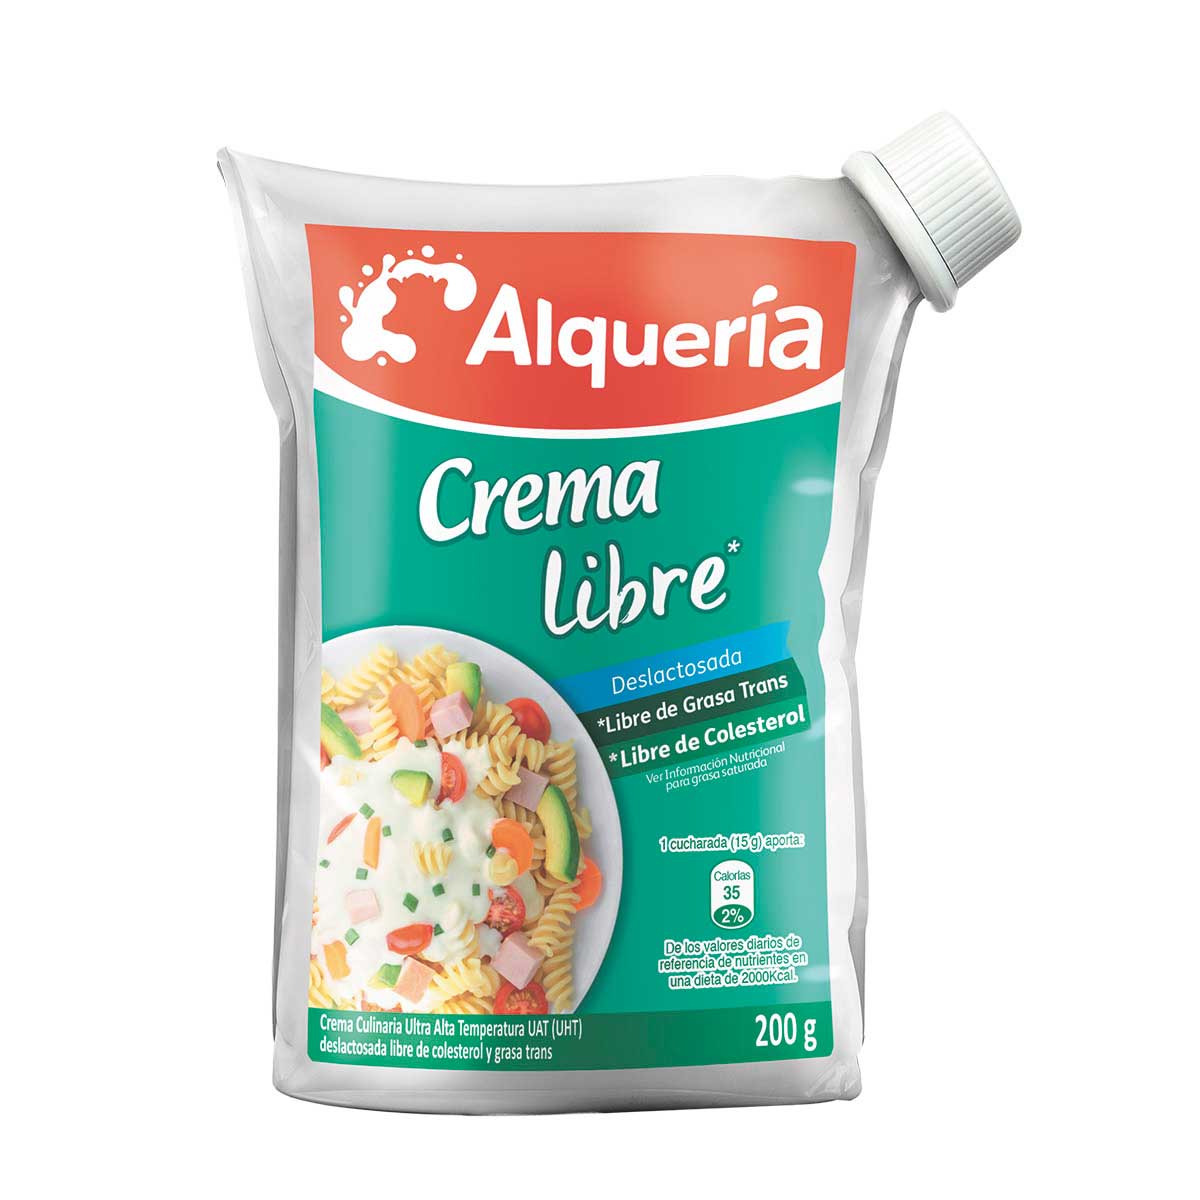 Alquería
Crema
libre*
Deslactosada
*Libre de Grasa Trans
*Libre de Colesterol
Ver Información Nutricional
para grasa saturada
1 cucharada (15 g) aporta:
Calorías
35
2%
De los valores diarios de
referencia de nutrientes en
una dieta de 2000Kcal.
Crema Culinaria Ultra Alta Temperatura UAT (UHT)
deslactosada libre de colesterol y grasa trans
200 g